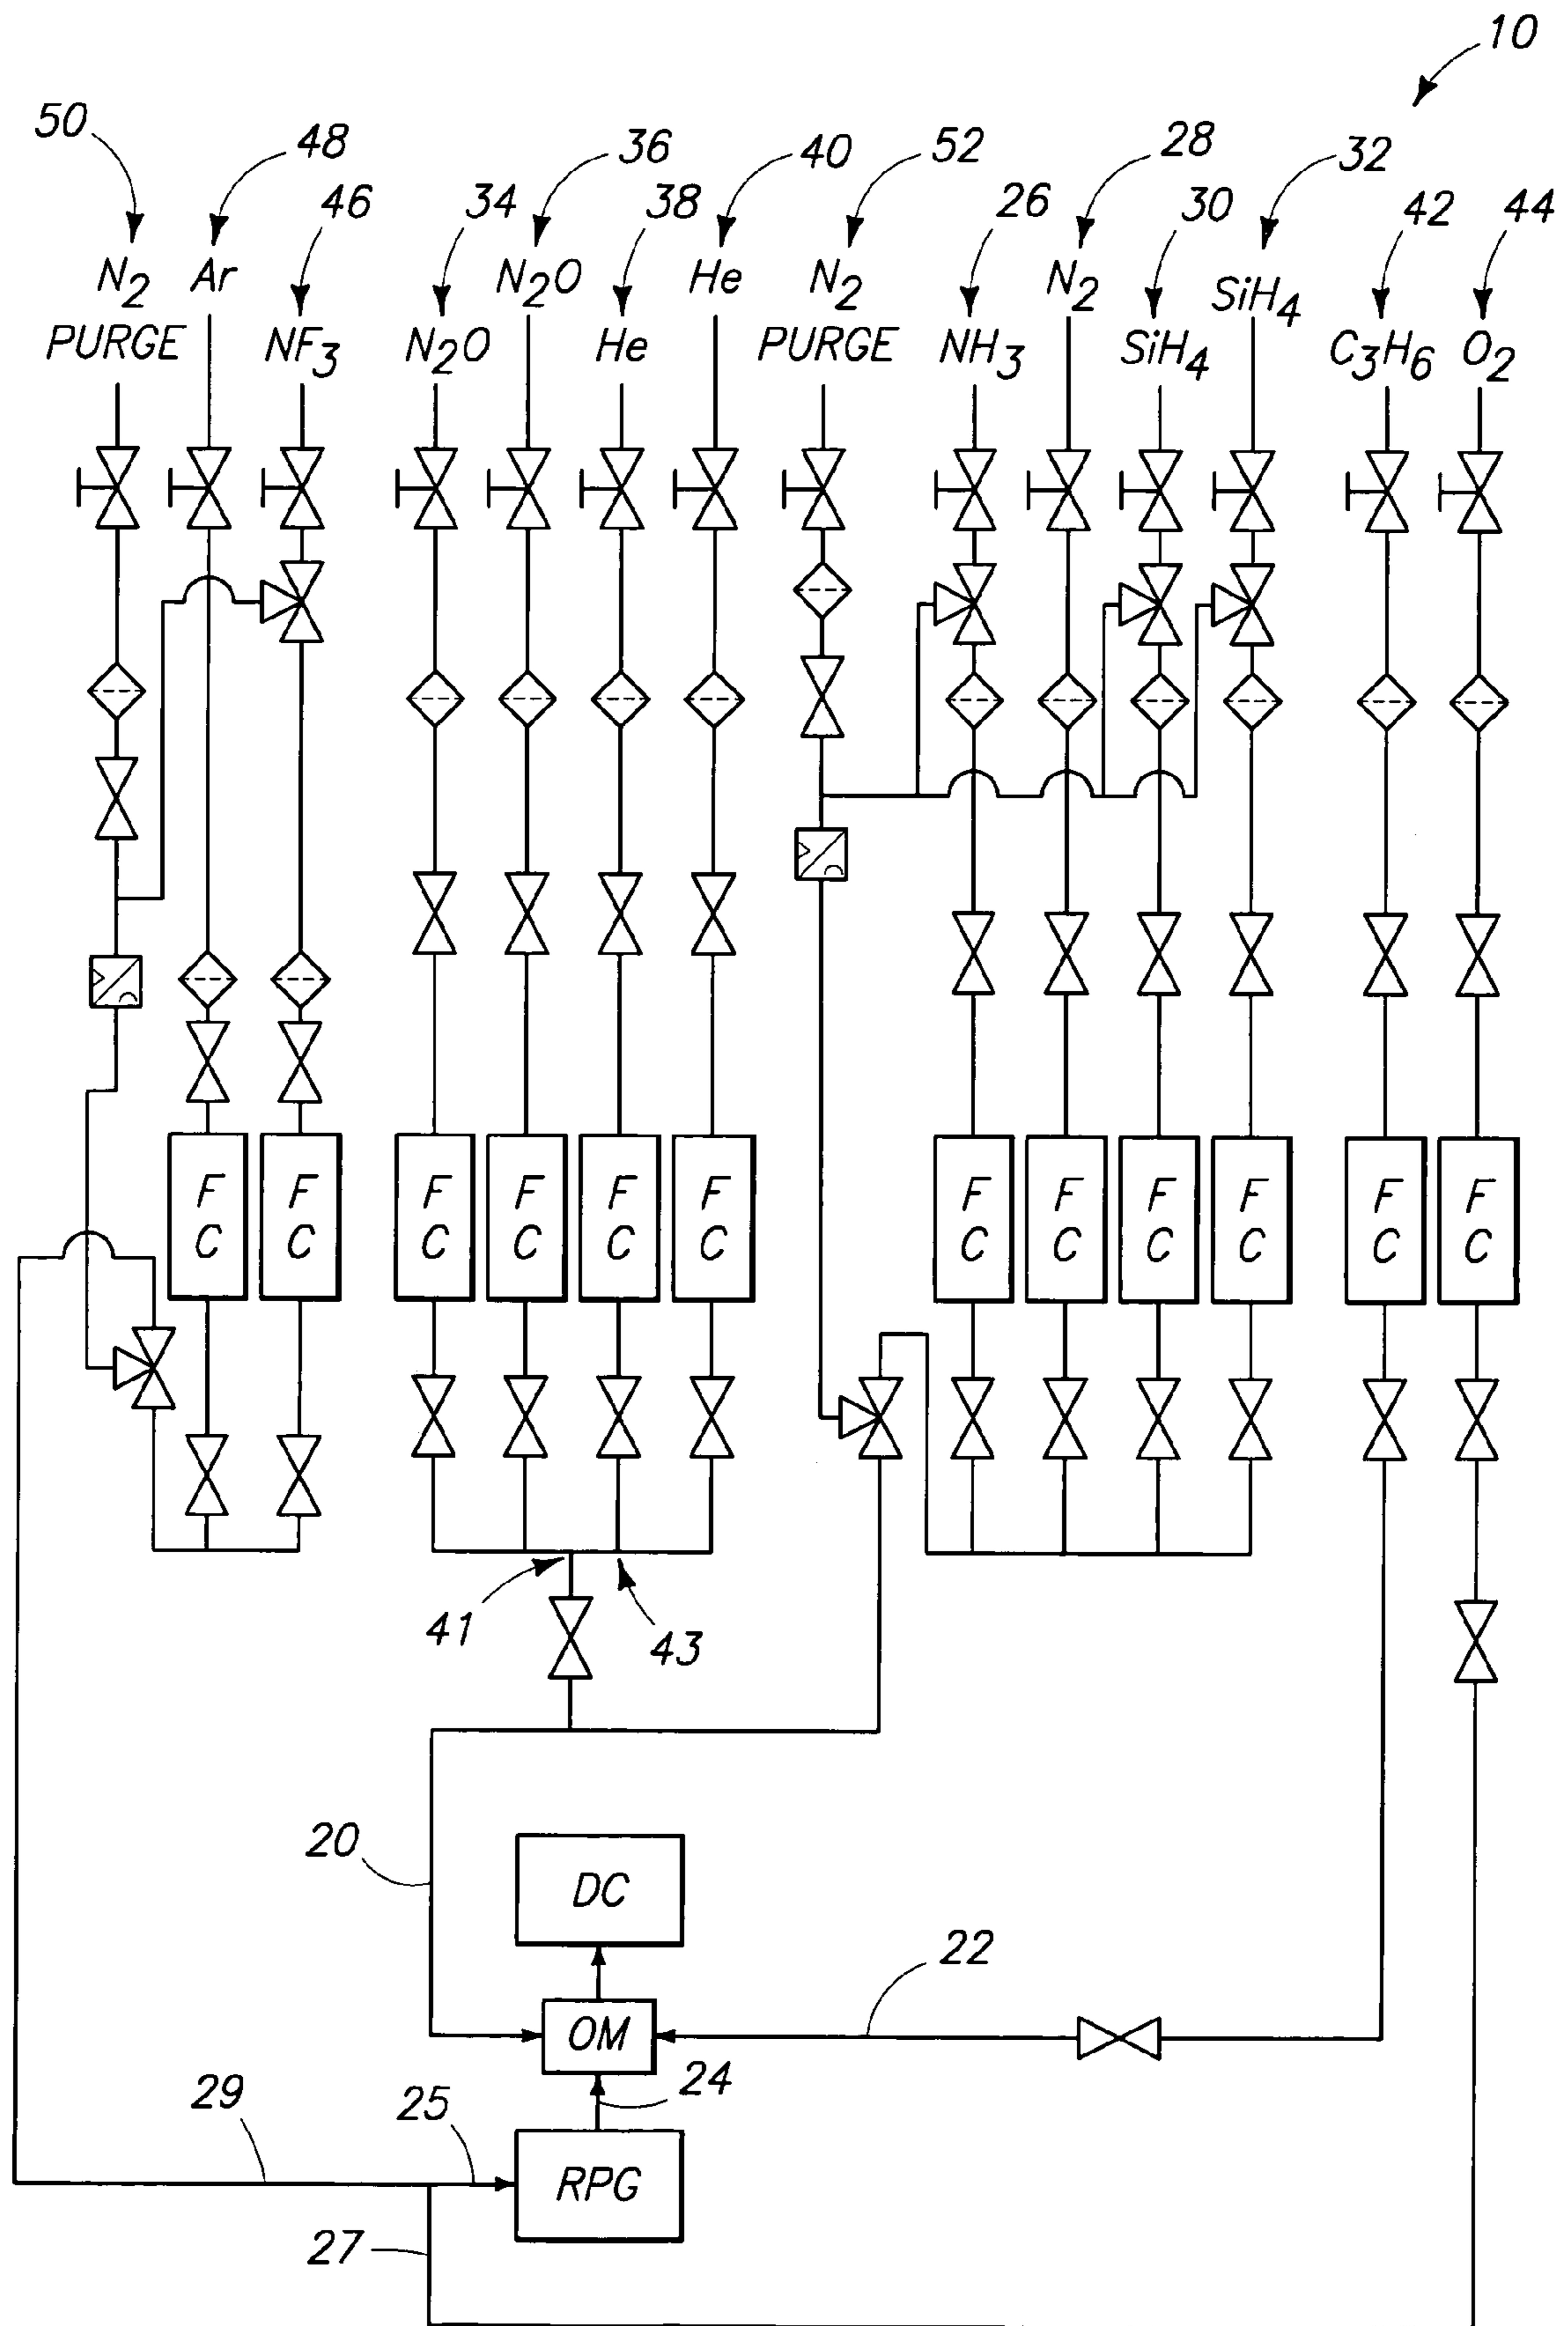 10
50
48
36
40
52
28
32
46
34
38
26
30
42
44
N2
PURGE
Ar
NF3
N2O
N2O
He
He
N2
PURGE
NH3
N2
SiH4
SiH4
C3H6
O2
F
C
F
C
F
C
F
C
F
C
F
C
F
C
F
C
F
C
F
C
F
C
F
C
41
43
20
DC
22
OM
24
29
25
RPG
27